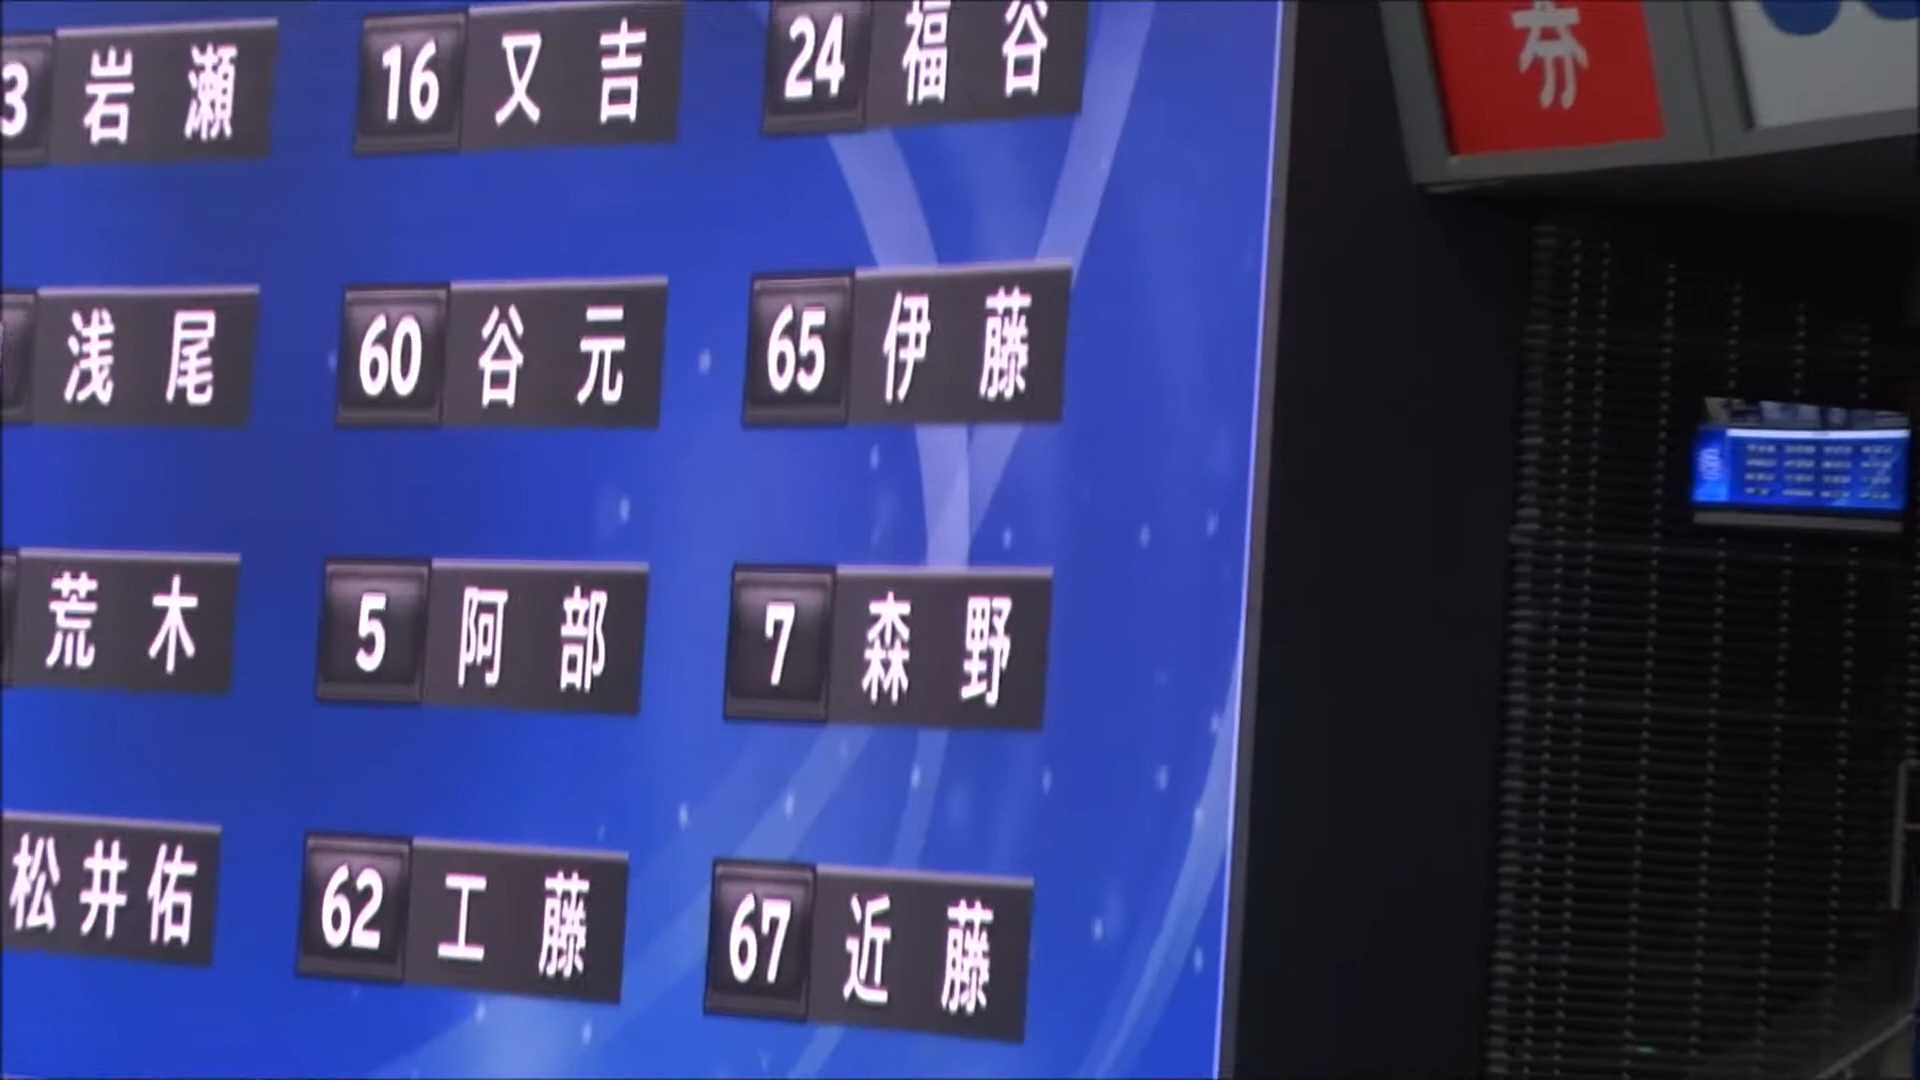 3 岩瀬 16 又吉 24 福谷
浅尾 60 谷元 65 伊藤
荒木 5 阿部 7 森野
松井佑 62 工藤 67 近藤